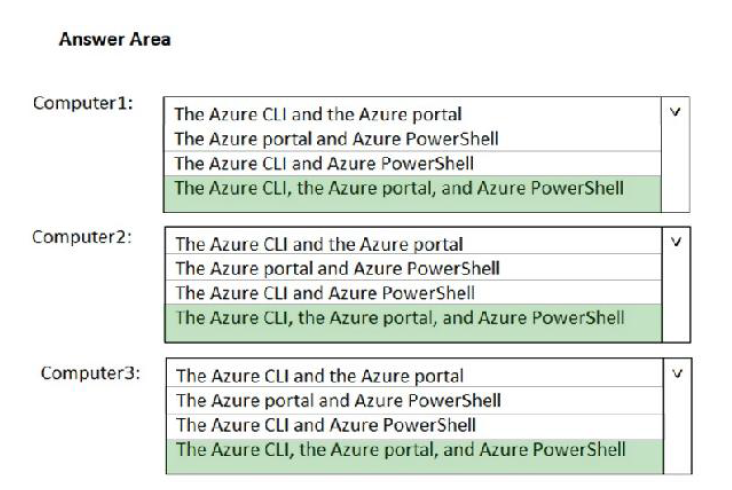 Answer Area
Computer1:
The Azure CLI and the Azure portal
The Azure portal and Azure PowerShell
The Azure CLI and Azure PowerShell
The Azure CLI, the Azure portal, and Azure PowerShell
Computer2:
The Azure CLI and the Azure portal
The Azure portal and Azure PowerShell
The Azure CLI and Azure PowerShell
The Azure CLI, the Azure portal, and Azure PowerShell
Computer3:
The Azure CLI and the Azure portal
The Azure portal and Azure PowerShell
The Azure CLI and Azure PowerShell
The Azure CLI, the Azure portal, and Azure PowerShell